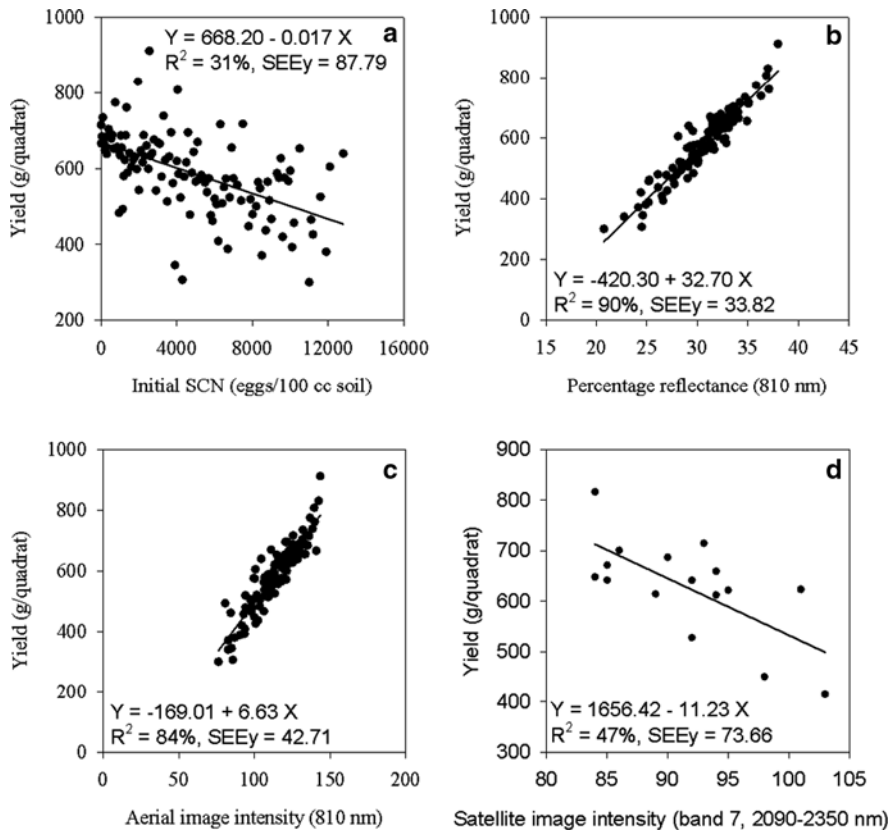 a
Y = 668.20 - 0.017 X
R² = 31%, SEEy = 87.79
Yield (g/quadrat)
1000
800
600
400
200
0
4000
8000
12000
16000
Initial SCN (eggs/100 cc soil)
b
Yield (g/quadrat)
1000
800
600
400
200
0
Y = -420.30 + 32.70 X
R² = 90%, SEEy = 33.82
15
25
35
45
Percentage reflectance (810 nm)
c
Yield (g/quadrat)
1000
800
600
400
200
0
Y = -169.01 + 6.63 X
R² = 84%, SEEy = 42.71
0
50
100
150
200
Aerial image intensity (810 nm)
d
Yield (g/quadrat)
900
800
700
600
500
400
300
Y = 1656.42 - 11.23 X
R² = 47%, SEEy = 73.66
80
85
90
95
100
105
Satellite image intensity (band 7, 2090-2350 nm)